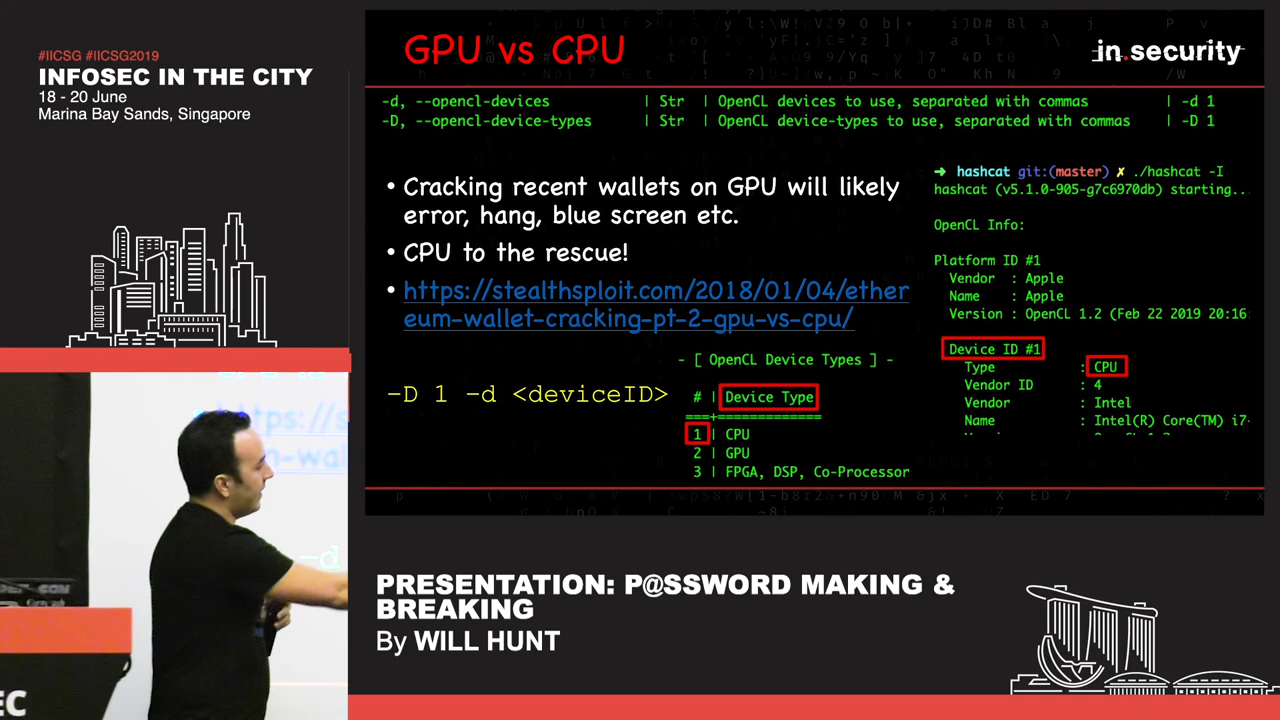 #IICSG #IICSG2019
INFOSEC IN THE CITY
18 - 20 June
Marina Bay Sands, Singapore
GPU vs CPU
in.security
-d, --opencl-devices | Str | OpenCL devices to use, separated with commas | -d 1
-D, --opencl-device-types | Str | OpenCL device-types to use, separated with commas | -D 1
• Cracking recent wallets on GPU will likely
error, hang, blue screen etc.
• CPU to the rescue!
• https://stealthsploit.com/2018/01/04/ether
eum-wallet-cracking-pt-2-gpu-vs-cpu/
-D 1 -d <deviceID>
- [ OpenCL Device Types ] -
# | Device Type
===+=============
1 | CPU
2 | GPU
3 | FPGA, DSP, Co-Processor
➜ hashcat git:(master) ✗ ./hashcat -I
hashcat (v5.1.0-905-g7c6970db) starting..
OpenCL Info:
Platform ID #1
Vendor : Apple
Name : Apple
Version : OpenCL 1.2 (Feb 22 2019 20:16
Device ID #1
Type : CPU
Vendor ID : 4
Vendor : Intel
Name : Intel(R) Core(TM) i7-
https://s
um-wal
-d
EC
PRESENTATION: P@SSWORD MAKING &
BREAKING
By WILL HUNT